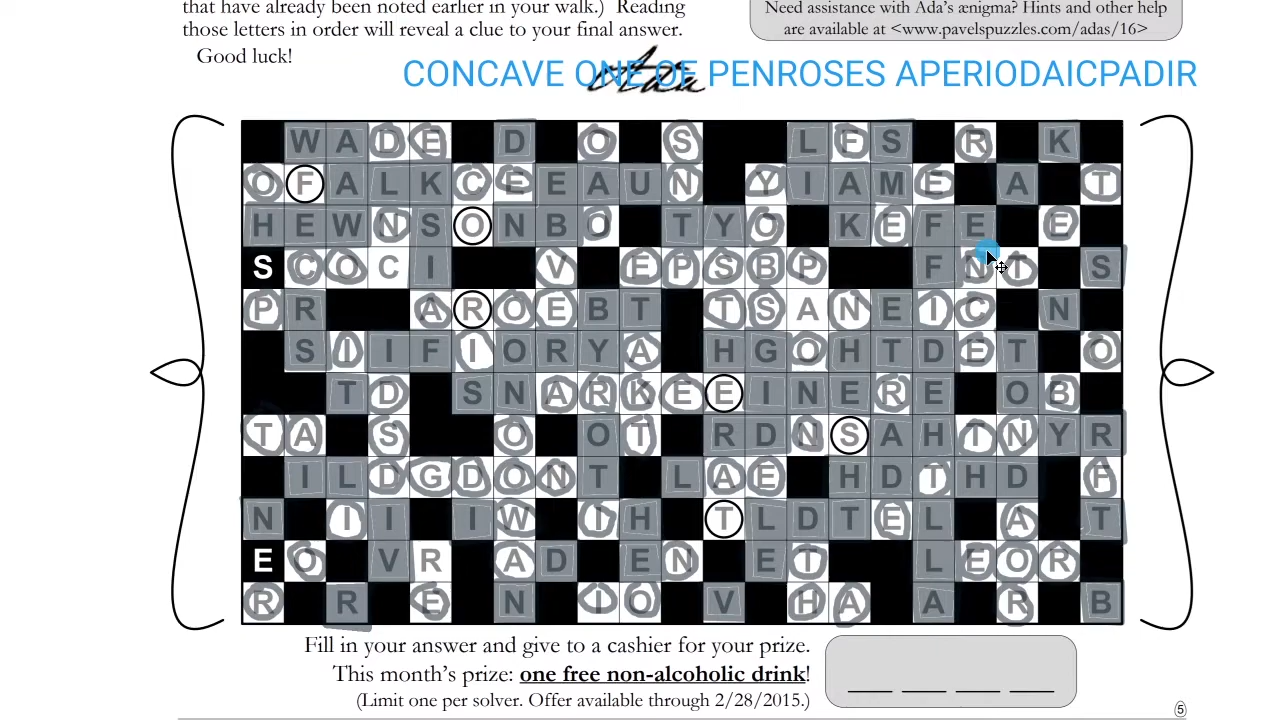 that have already been noted earlier in your walk.) Reading
those letters in order will reveal a clue to your final answer.
Good luck!
Need assistance with Ada's ænigma? Hints and other help
are available at <www.pavelspuzzles.com/adas/16>
Ada
CONCAVE ONE OF PENROSES APERIODAICPADIR
W A D E D O S L F S R K
O F A L K C E E A U N Y I A M E A T
H E W N S O N B O T Y O K E F E E
S C O C I V E P S B P F N T S
P R A R O E B T T S A N E I C N
S I I F I O R Y A H G O H T D E T O
T D S N A R K E E I N E R E O B
T A S O O T R D N S A H T N Y R
I L D G D O N T L A E H D T H D F
N I I I W I H T L D T E L A T
E O V R A D E N E T L E O R
R R E N I O V H A A R B
Fill in your answer and give to a cashier for your prize.
This month's prize: one free non-alcoholic drink!
(Limit one per solver. Offer available through 2/28/2015.)
5